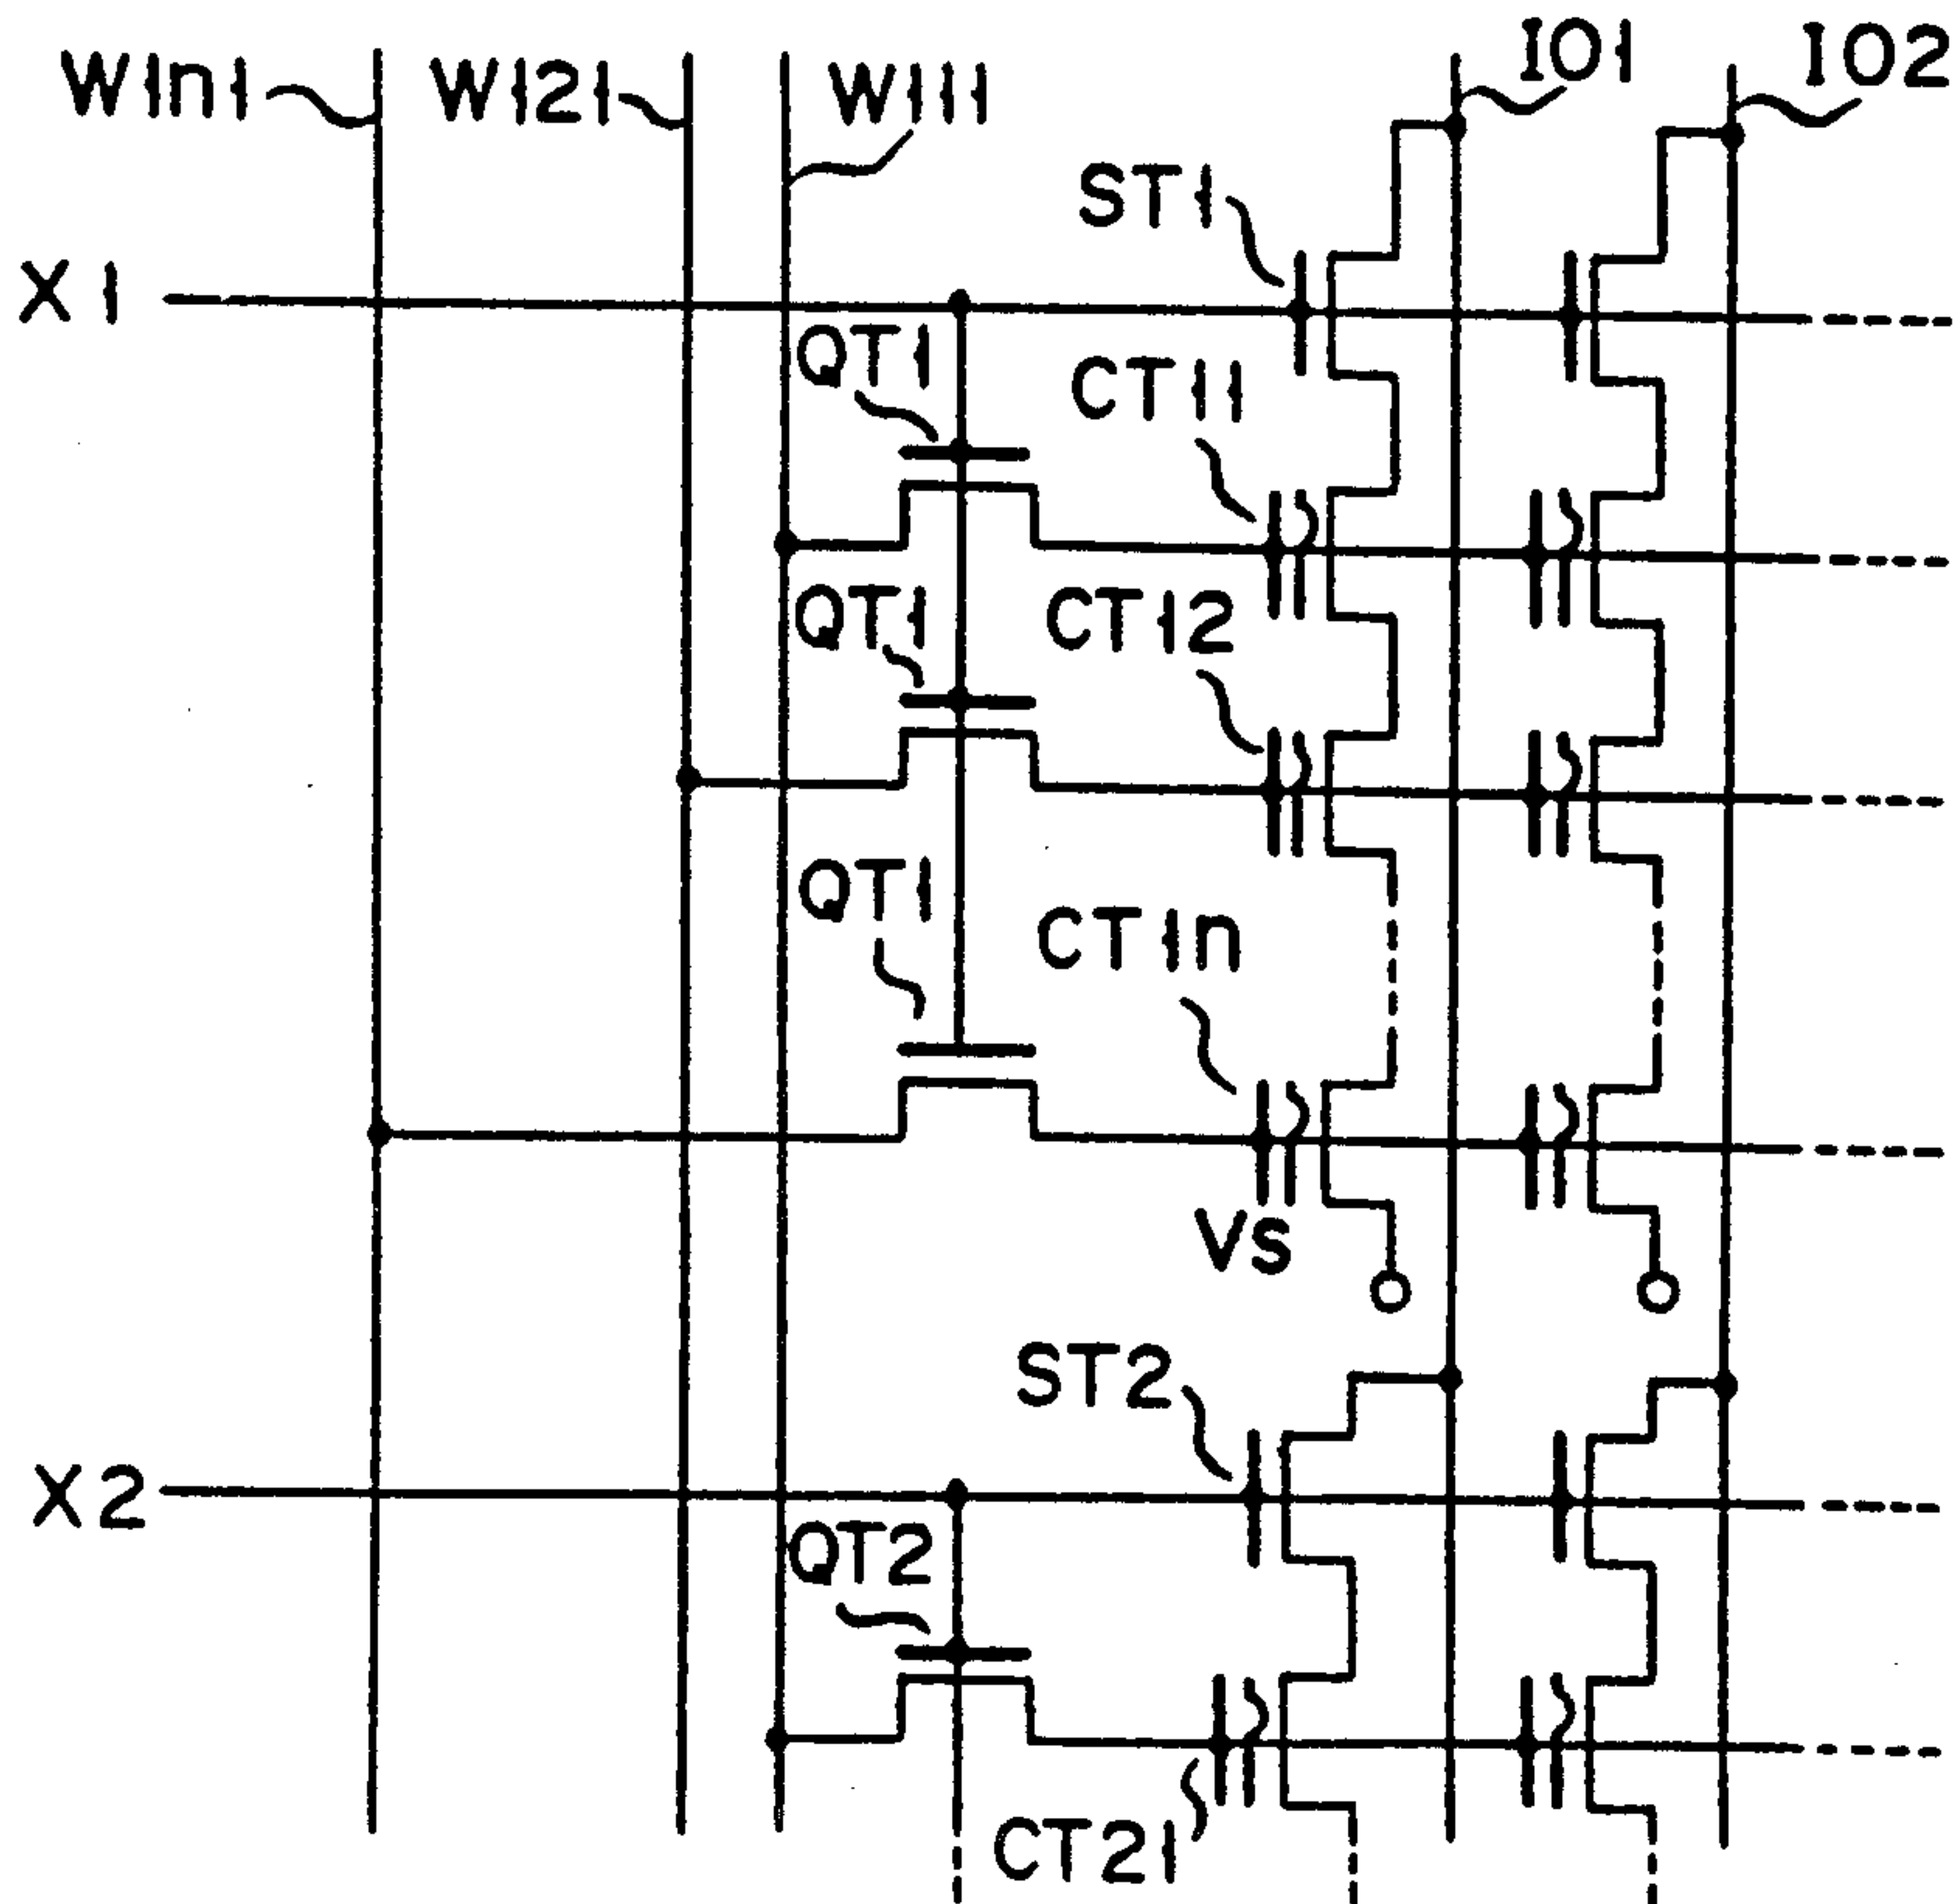 W1n1 W121 W111 IO1 IO2
ST1
X1
QT1
CT11
QT1
CT12
QT1
CT1n
Vs
ST2
X2
QT2
CT21